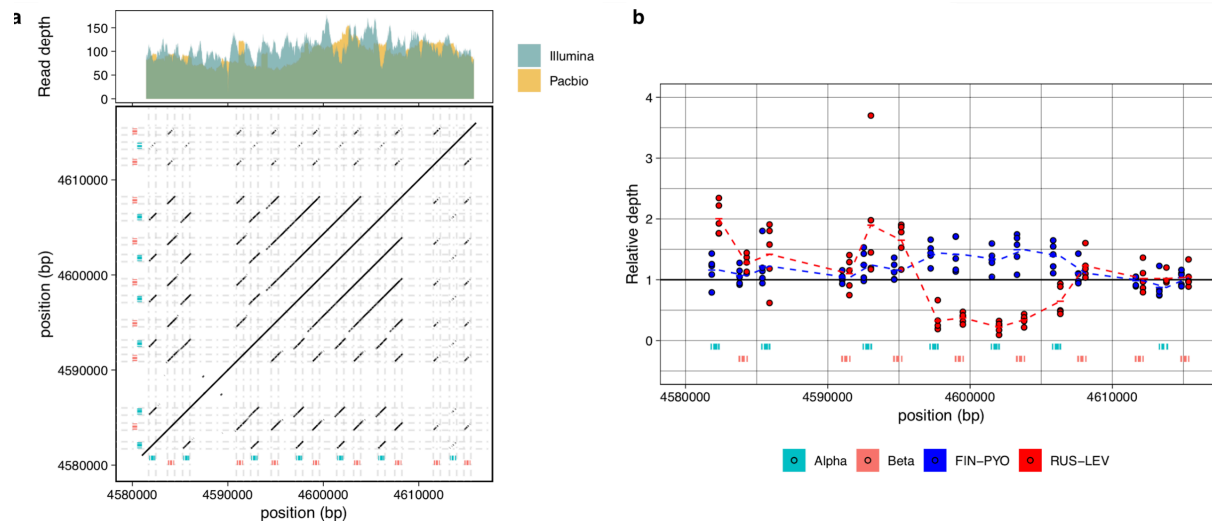 a
150
100
50
0
Read depth
Illumina
Pacbio
4610000
4600000
4590000
4580000
position (bp)
4580000 4590000 4600000 4610000
position (bp)
b
4
3
2
1
0
Relative depth
4580000 4590000 4600000 4610000
position (bp)
Alpha Beta FIN-PYO RUS-LEV